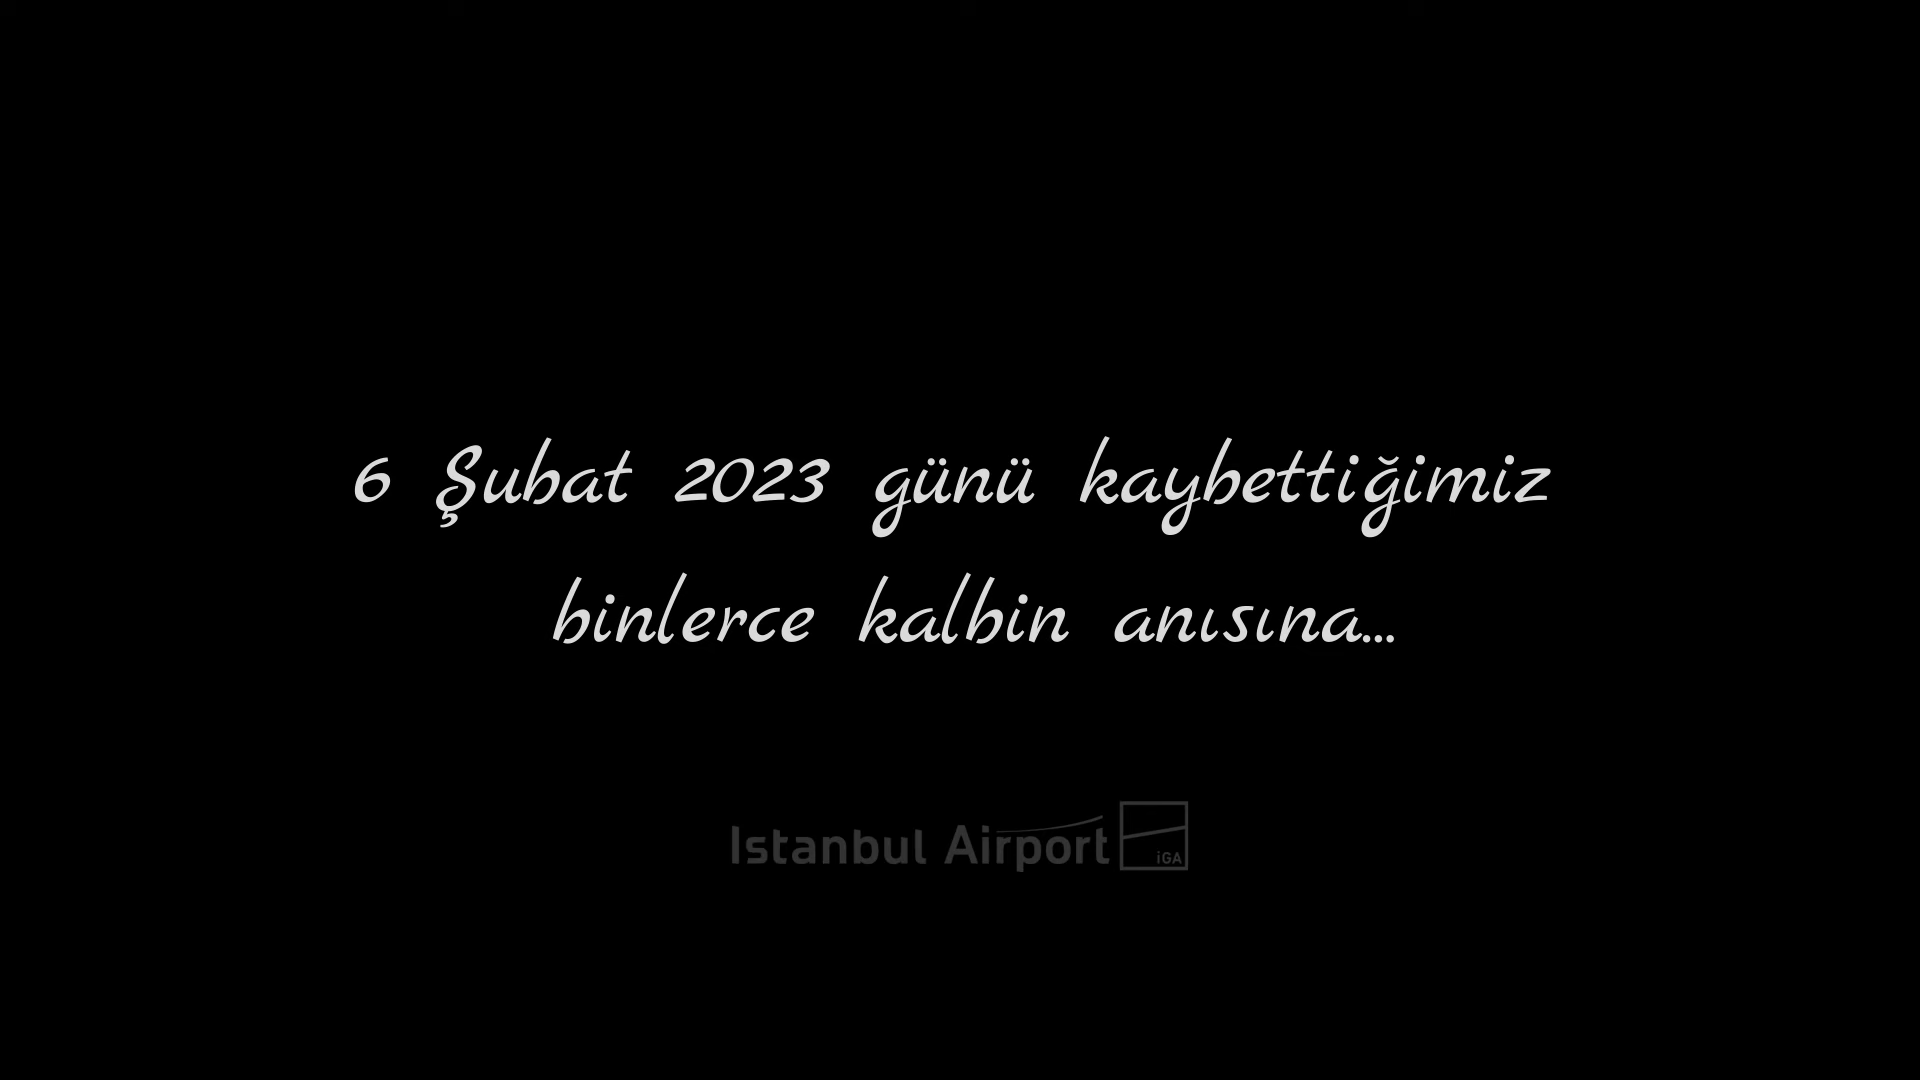 6 Şubat 2023 günü kaybettiğimiz
binlerce kalbin anısına...
Istanbul Airport
iGA